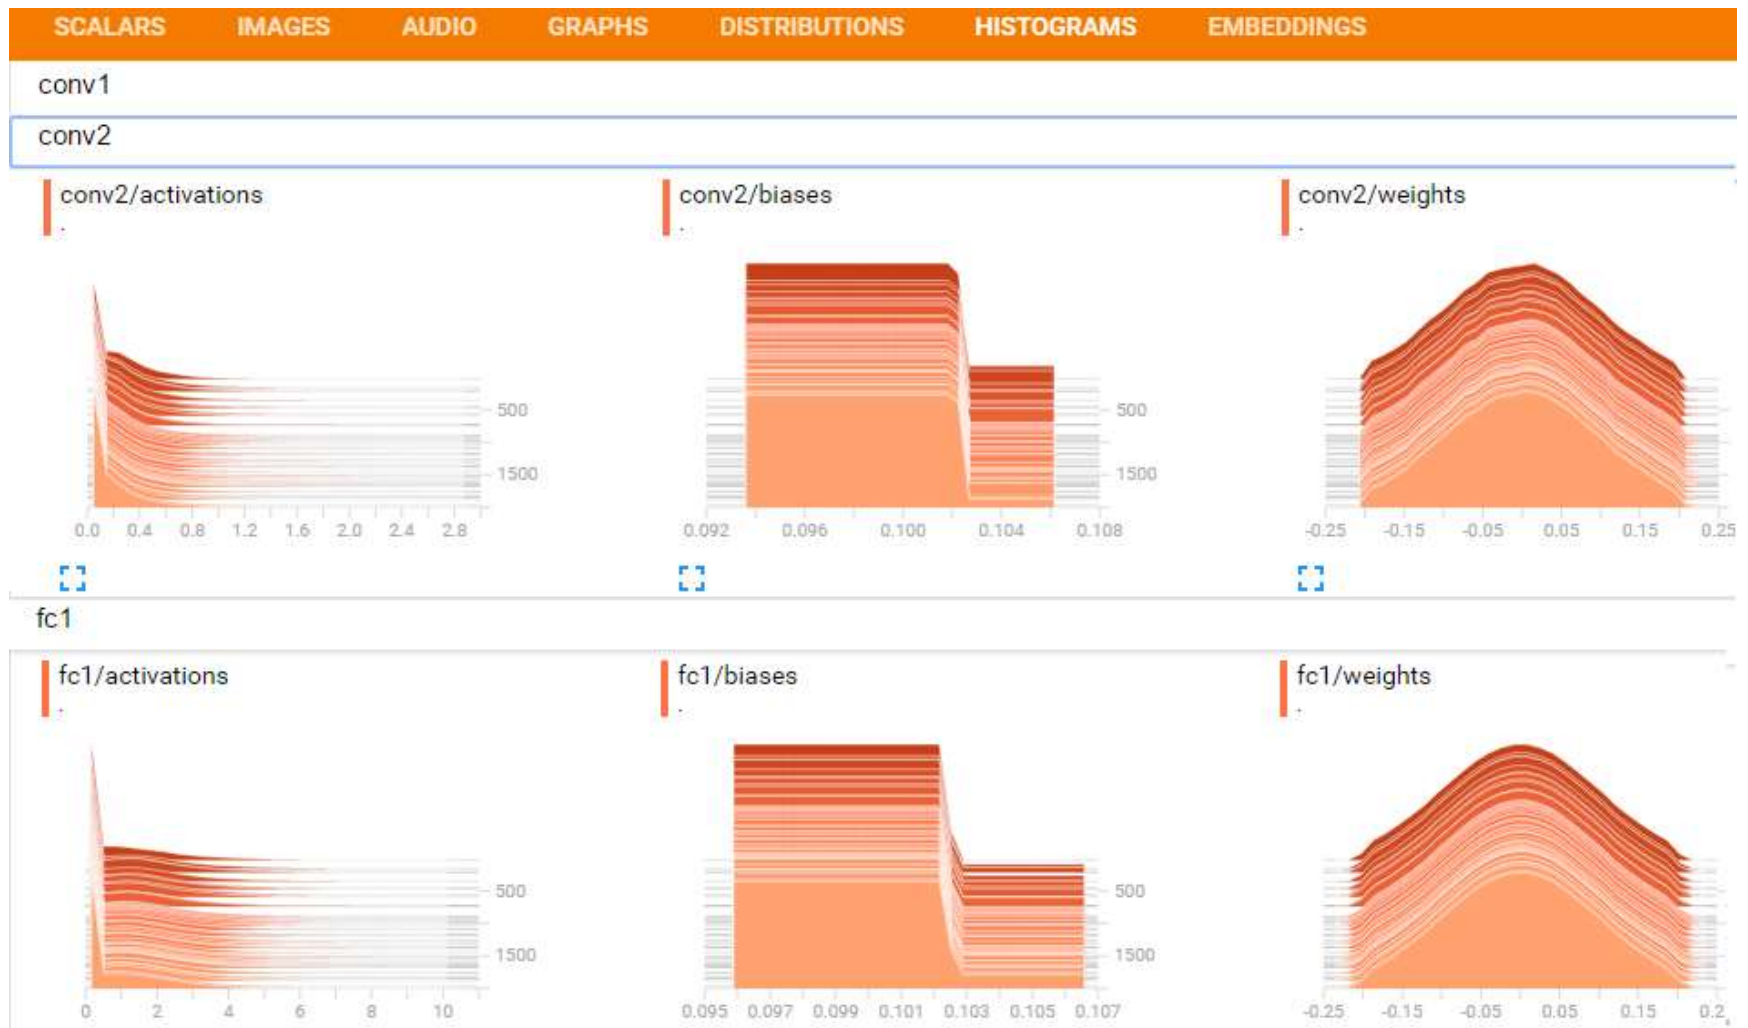 SCALARS IMAGES AUDIO GRAPHS DISTRIBUTIONS HISTOGRAMS EMBEDDINGS
conv1
conv2
conv2/activations conv2/biases conv2/weights
. . .
500 500
1500 1500
0.0 0.4 0.8 1.2 1.6 2.0 2.4 2.8 0.092 0.096 0.100 0.104 0.108 -0.25 -0.15 -0.05 0.05 0.15 0.25
fc1
fc1/activations fc1/biases fc1/weights
. . .
500 500
1500 1500
0 2 4 6 8 10 0.095 0.097 0.099 0.101 0.103 0.105 0.107 -0.25 -0.15 -0.05 0.05 0.15 0.2